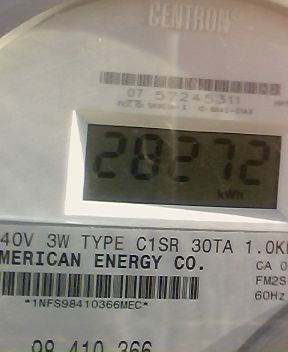 CENTRON
07 57245311
28272
kWh
40V 3W TYPE C1SR 30TA 1.0K
MERICAN ENERGY CO.
CA 0
FM2S
60Hz
*1NFS98410366MEC*
98 410 366